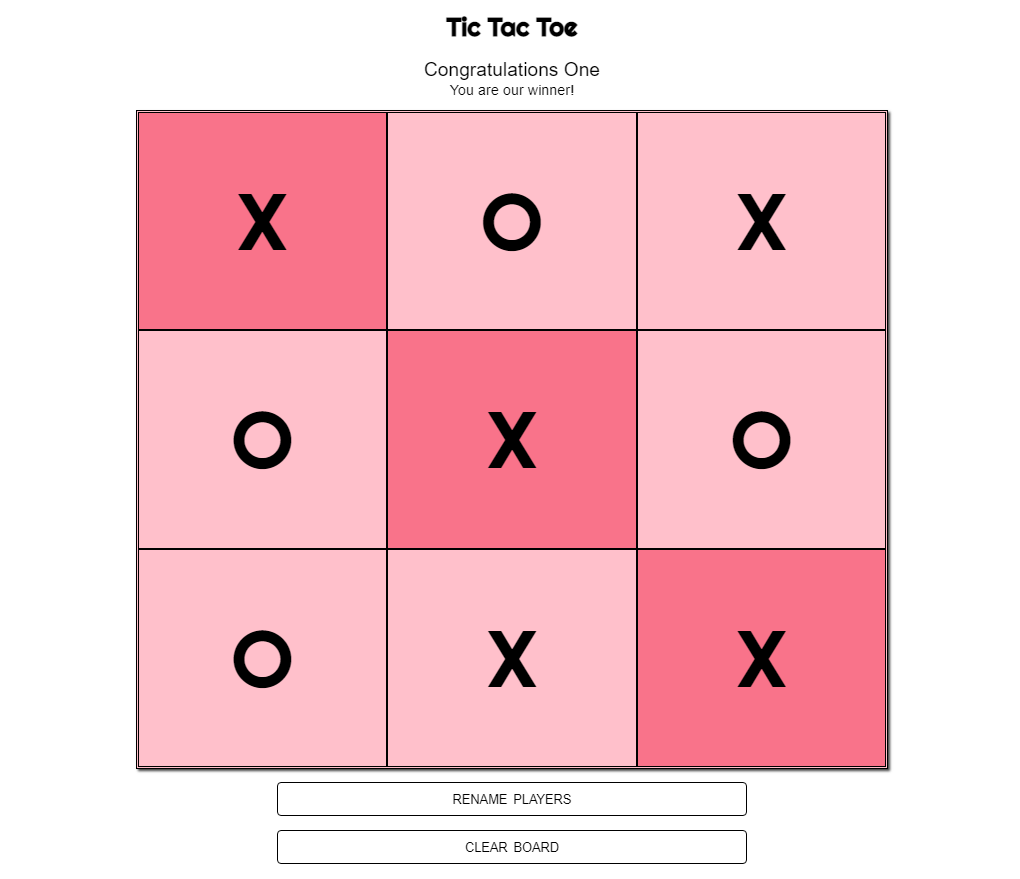 Tic Tac Toe
Congratulations One
You are our winner!
X O X
O X O
O X X
RENAME PLAYERS
CLEAR BOARD